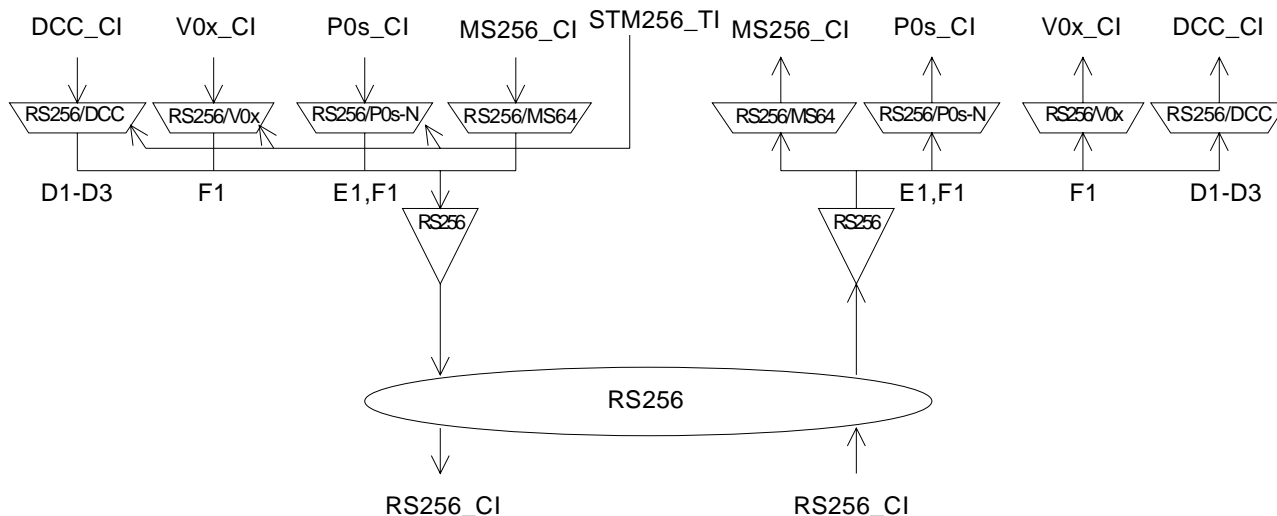 DCC_CI V0x_CI P0s_CI MS256_CI STM256_TI MS256_CI P0s_CI V0x_CI DCC_CI
RS256/DCC RS256/V0x RS256/P0s-N RS256/MS64 RS256/MS64 RS256/P0s-N RS256/V0x RS256/DCC
D1-D3 F1 E1,F1 E1,F1 F1 D1-D3
RS256 RS256
RS256
RS256_CI RS256_CI